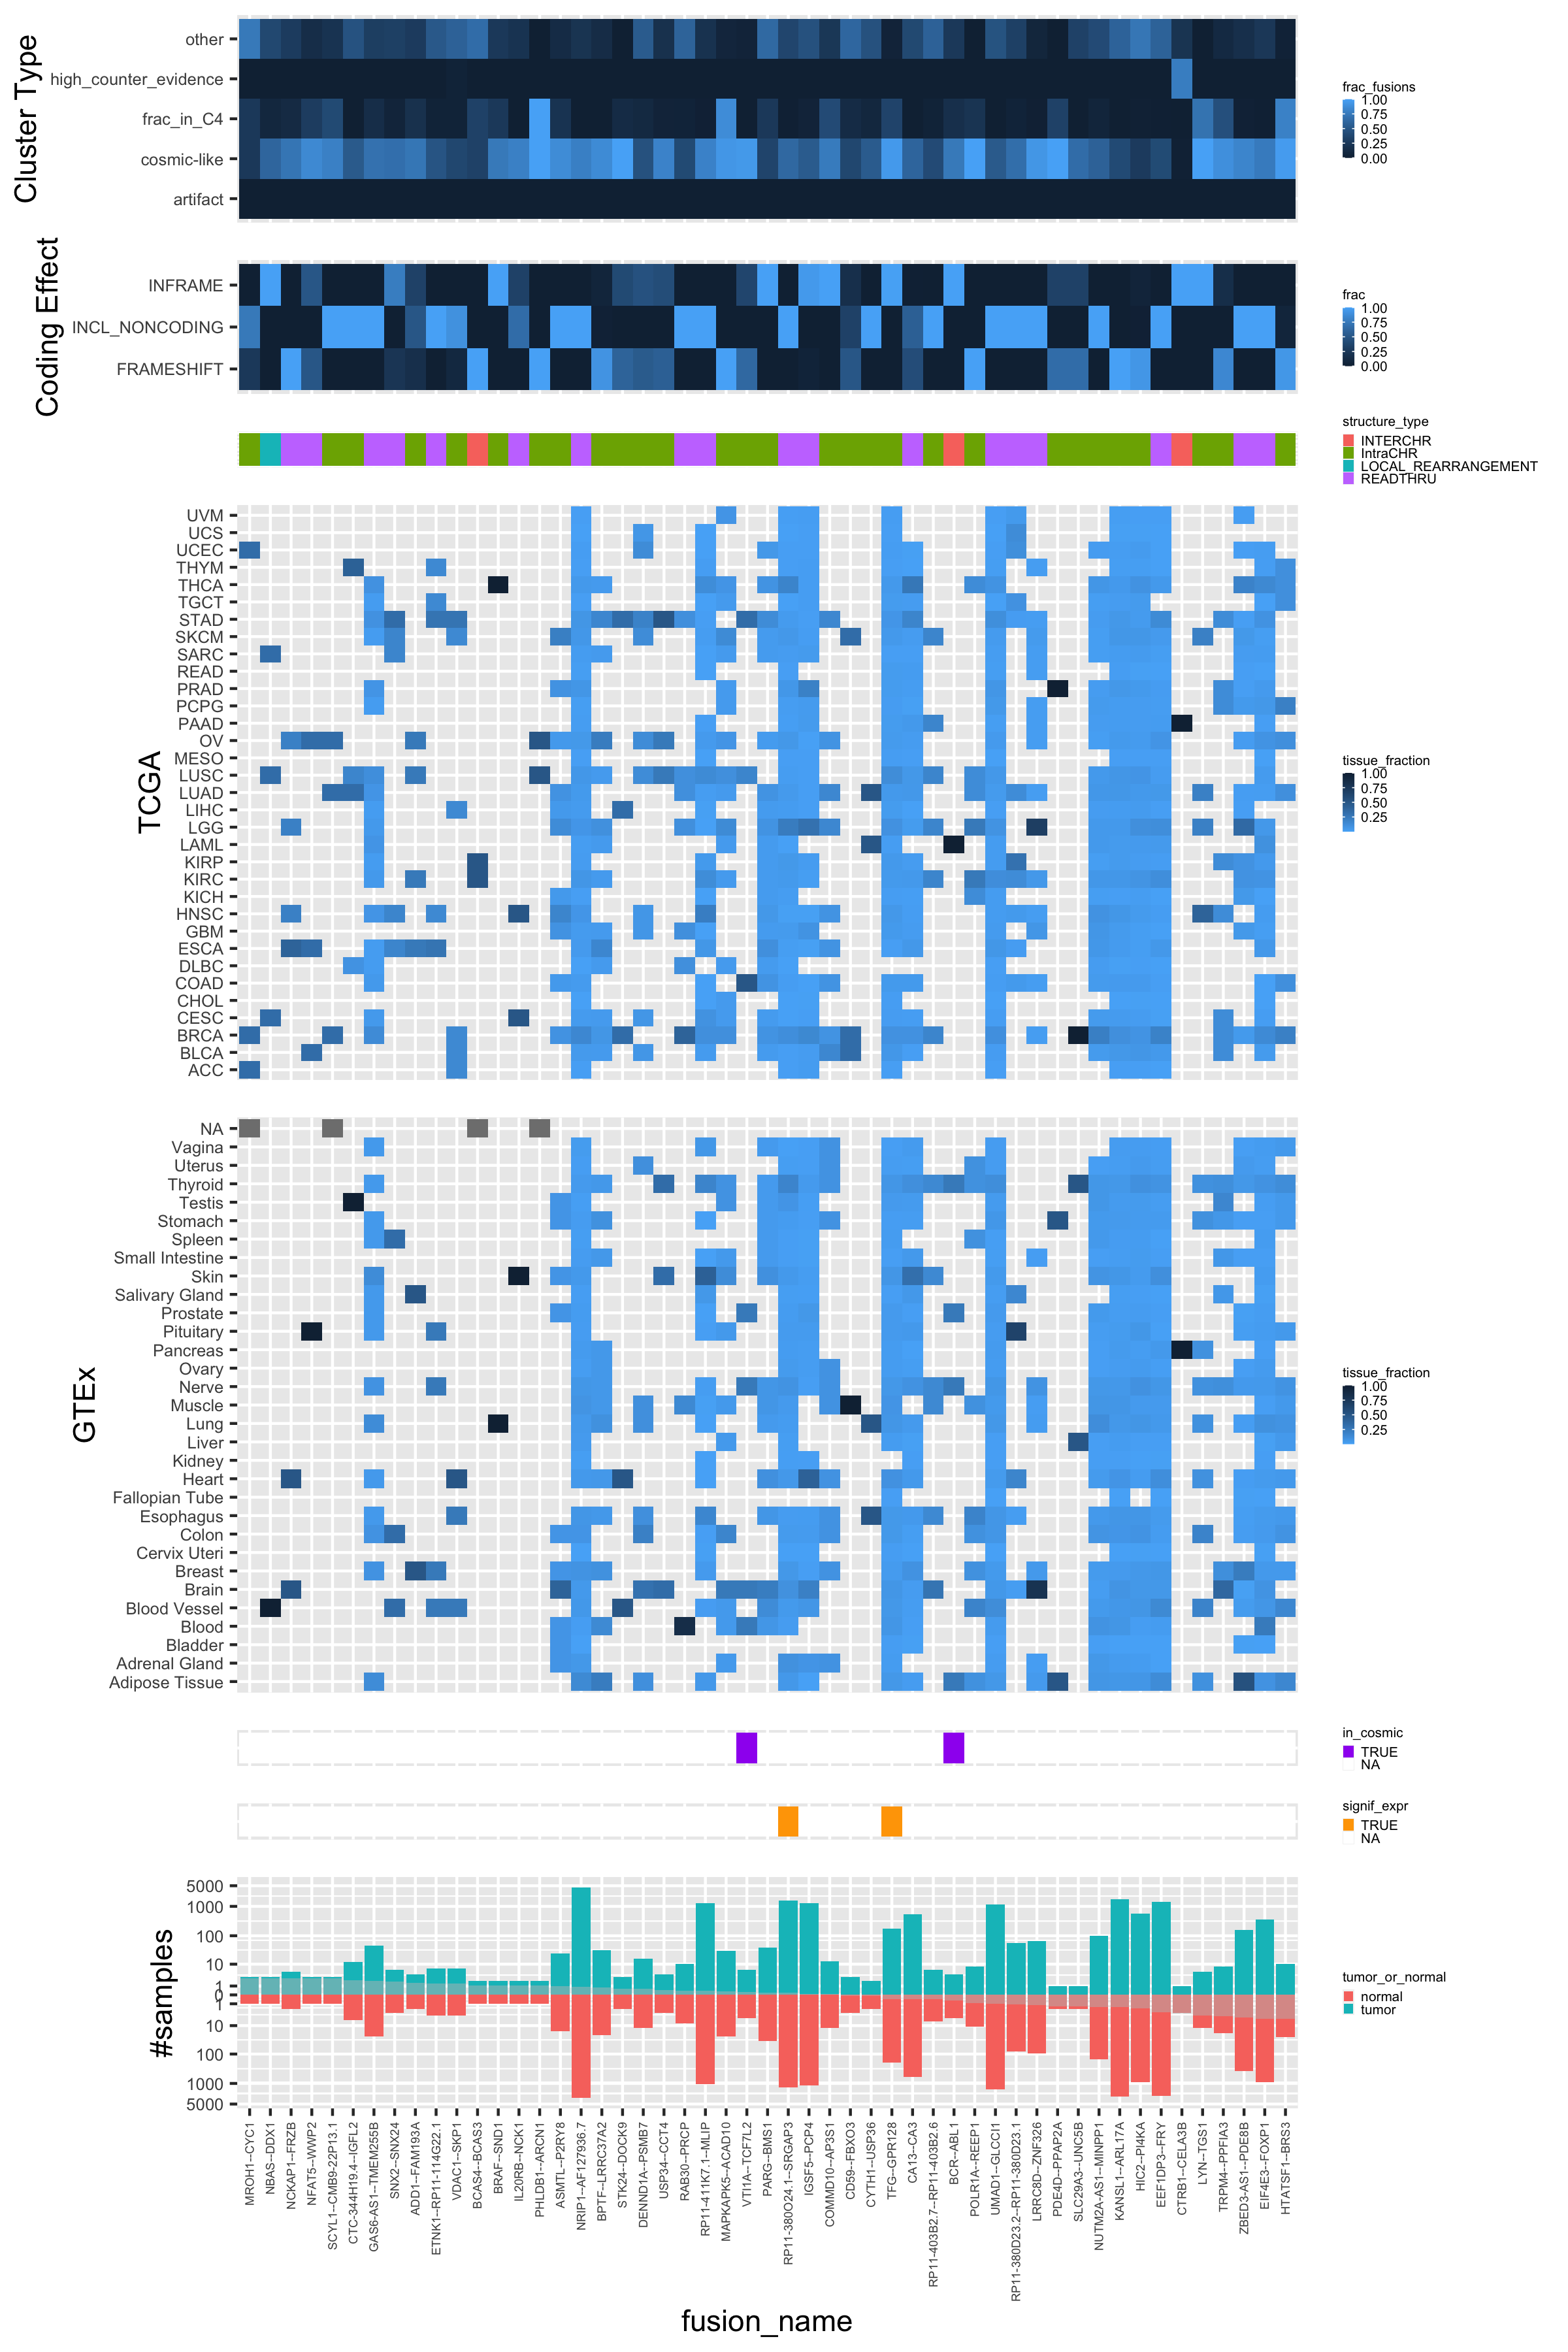 Cluster Type
other
high_counter_evidence
frac_in_C4
cosmic-like
artifact
frac_fusions
1.00
0.75
0.50
0.25
0.00
Coding Effect
INFRAME
INCL_NONCODING
FRAMESHIFT
frac
1.00
0.75
0.50
0.25
0.00
structure_type
INTERCHR
IntraCHR
LOCAL_REARRANGEMENT
READTHRU
TCGA
UVM
UCS
UCEC
THYM
THCA
TGCT
STAD
SKCM
SARC
READ
PRAD
PCPG
PAAD
OV
MESO
LUSC
LUAD
LIHC
LGG
LAML
KIRP
KIRC
KICH
HNSC
GBM
ESCA
DLBC
COAD
CHOL
CESC
BRCA
BLCA
ACC
tissue_fraction
1.00
0.75
0.50
0.25
GTEx
NA
Vagina
Uterus
Thyroid
Testis
Stomach
Spleen
Small Intestine
Skin
Salivary Gland
Prostate
Pituitary
Pancreas
Ovary
Nerve
Muscle
Lung
Liver
Kidney
Heart
Fallopian Tube
Esophagus
Colon
Cervix Uteri
Breast
Brain
Blood Vessel
Blood
Bladder
Adrenal Gland
Adipose Tissue
tissue_fraction
1.00
0.75
0.50
0.25
in_cosmic
TRUE
NA
signif_expr
TRUE
NA
#samples
5000
1000
100
10
1
0
1
10
100
1000
5000
tumor_or_normal
normal
tumor
MROH1--CYC1
NBAS--DDX1
NCKAP1--FRZB
NFAT5--WWP2
SCYL1--CMB9-22P13.1
CTC-344H19.4--IGFL2
GAS6-AS1--TMEM255B
SNX2--SNX24
ADD1--FAM193A
ETNK1--RP11-114G22.1
VDAC1--SKP1
BCAS4--BCAS3
BRAF--SND1
IL20RB--NCK1
PHLDB1--ARCN1
ASMTL--P2RY8
NRIP1--AF127936.7
BPTF--LRRC37A2
STK24--DOCK9
DENND1A--PSMB7
USP34--CCT4
RAB30--PRCP
RP11-411K7.1--MLIP
MAPKAPK5--ACAD10
VTI1A--TCF7L2
PARG--BMS1
RP11-380O24.1--SRGAP3
IGSF5--PCP4
COMMD10--AP3S1
CD59--FBXO3
CYTH1--USP36
TFG--GPR128
CA13--CA3
RP11-403B2.7--RP11-403B2.6
BCR--ABL1
POLR1A--REEP1
UMAD1--GLCCI1
RP11-380D23.2--RP11-380D23.1
LRRC8D--ZNF326
PDE4D--PPAP2A
SLC29A3--UNC5B
NUTM2A-AS1--MINPP1
KANSL1--ARL17A
HIC2--PI4KA
EEF1DP3--FRY
CTRB1--CELA3B
LYN--TGS1
TRPM4--PPFIA3
ZBED3-AS1--PDE8B
EIF4E3--FOXP1
HTATSF1--BRS3
fusion_name